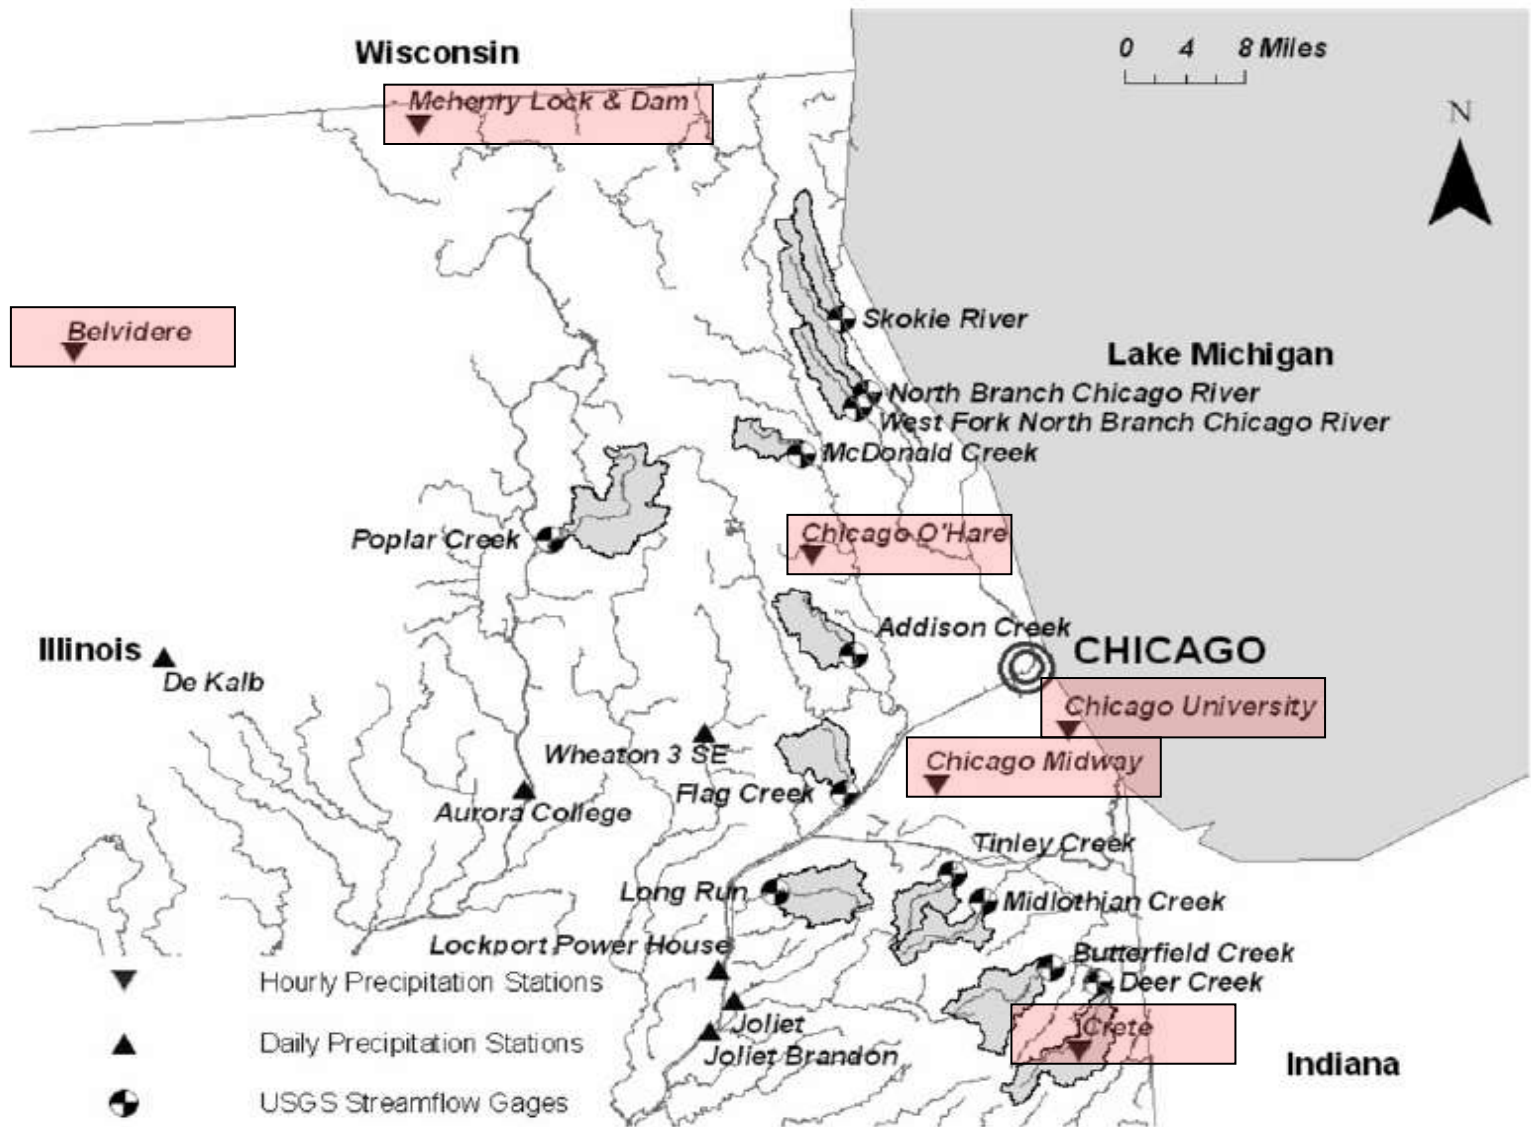 Wisconsin
0 4 8 Miles
Mchenry Lock & Dam
N
Skokie River
Belvidere
Lake Michigan
North Branch Chicago River
West Fork North Branch Chicago River
McDonald Creek
Chicago O'Hare
Poplar Creek
Addison Creek
Illinois
CHICAGO
De Kalb
Chicago University
Wheaton 3 SE
Chicago Midway
Flag Creek
Aurora College
Tinley Creek
Long Run
Midlothian Creek
Lockport Power House
Butterfield Creek
Hourly Precipitation Stations
Deer Creek
Joliet
Crete
Daily Precipitation Stations
Joliet Brandon
Indiana
USGS Streamflow Gages